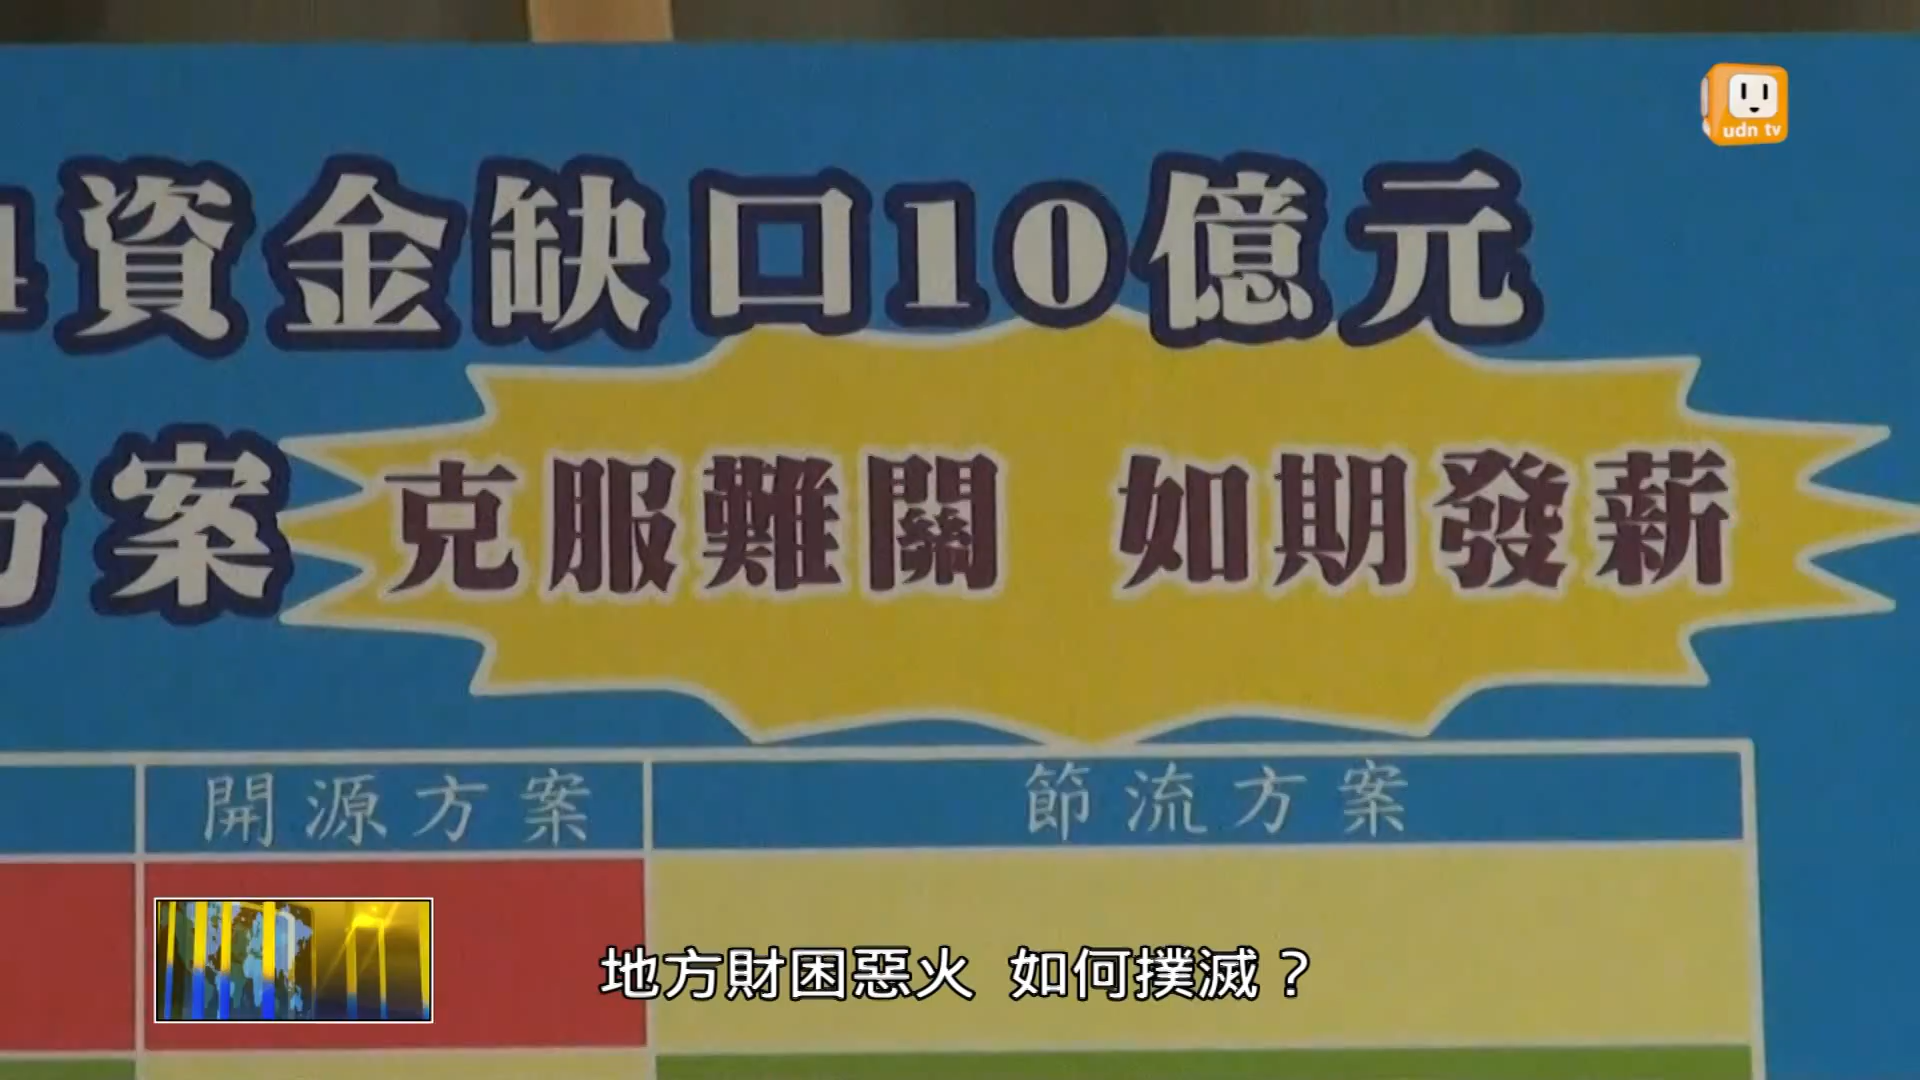 udn tv
資金缺口10億元
方案 克服難關 如期發薪
開源方案 節流方案
地方財困惡火 如何撲滅？